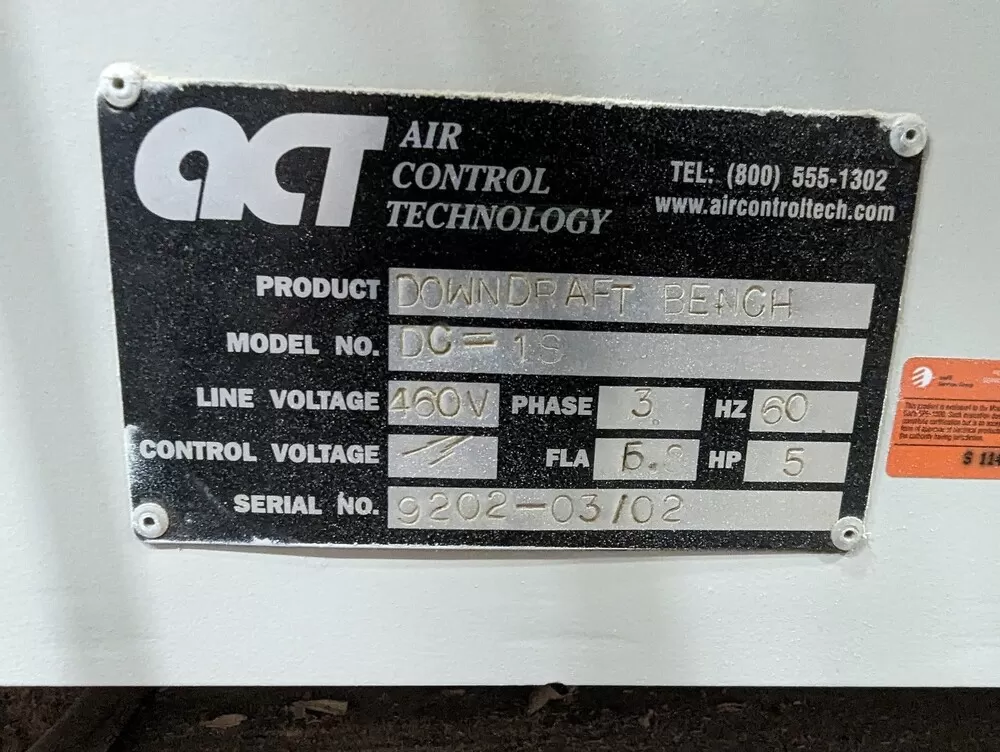 ACT AIR
CONTROL
TECHNOLOGY
TEL: (800) 555-1302
www.aircontroltech.com
PRODUCT DOWNDRAFT BENCH
MODEL NO. DC-1S
LINE VOLTAGE 460V PHASE 3 HZ 60
CONTROL VOLTAGE FLA HP 5
SERIAL NO. 9202-03/02